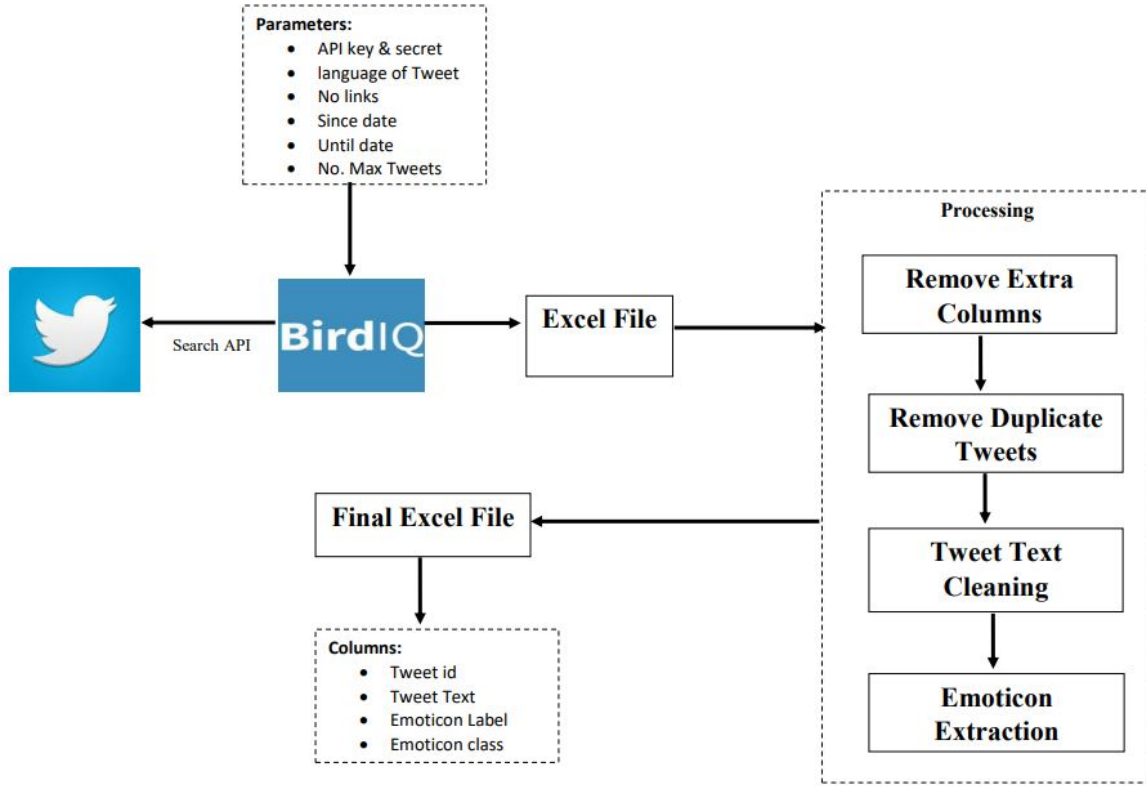 Parameters:
• API key & secret
• language of Tweet
• No links
• Since date
• Until date
• No. Max Tweets
Search API
BirdIQ
Excel File
Processing
Remove Extra
Columns
Remove Duplicate
Tweets
Tweet Text
Cleaning
Emoticon
Extraction
Final Excel File
Columns:
• Tweet id
• Tweet Text
• Emoticon Label
• Emoticon class